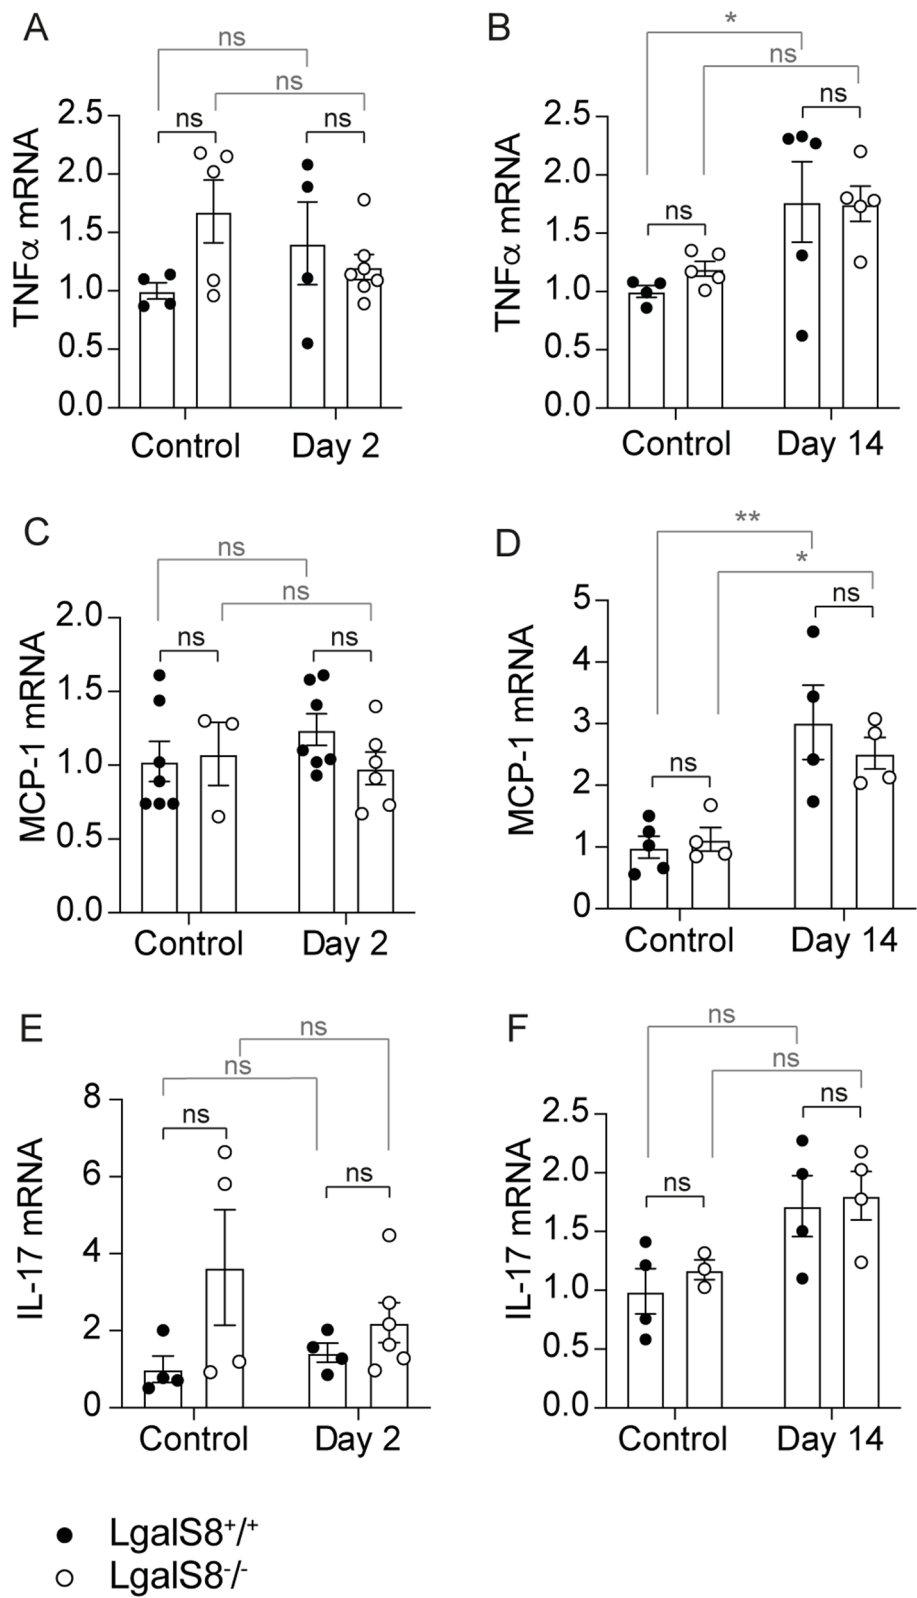 A
ns
ns
ns
ns
TNFα mRNA
2.5
2.0
1.5
1.0
0.5
0.0
Control
Day 2
B
*
ns
ns
ns
TNFα mRNA
2.5
2.0
1.5
1.0
0.5
0.0
Control
Day 14
C
ns
ns
ns
ns
MCP-1 mRNA
2.0
1.5
1.0
0.5
0.0
Control
Day 2
D
**
*
ns
ns
MCP-1 mRNA
5
4
3
2
1
0
Control
Day 14
E
ns
ns
ns
ns
IL-17 mRNA
8
6
4
2
0
Control
Day 2
F
ns
ns
ns
ns
IL-17 mRNA
2.5
2.0
1.5
1.0
0.5
0.0
Control
Day 14
LgalS8+/+
LgalS8-/-